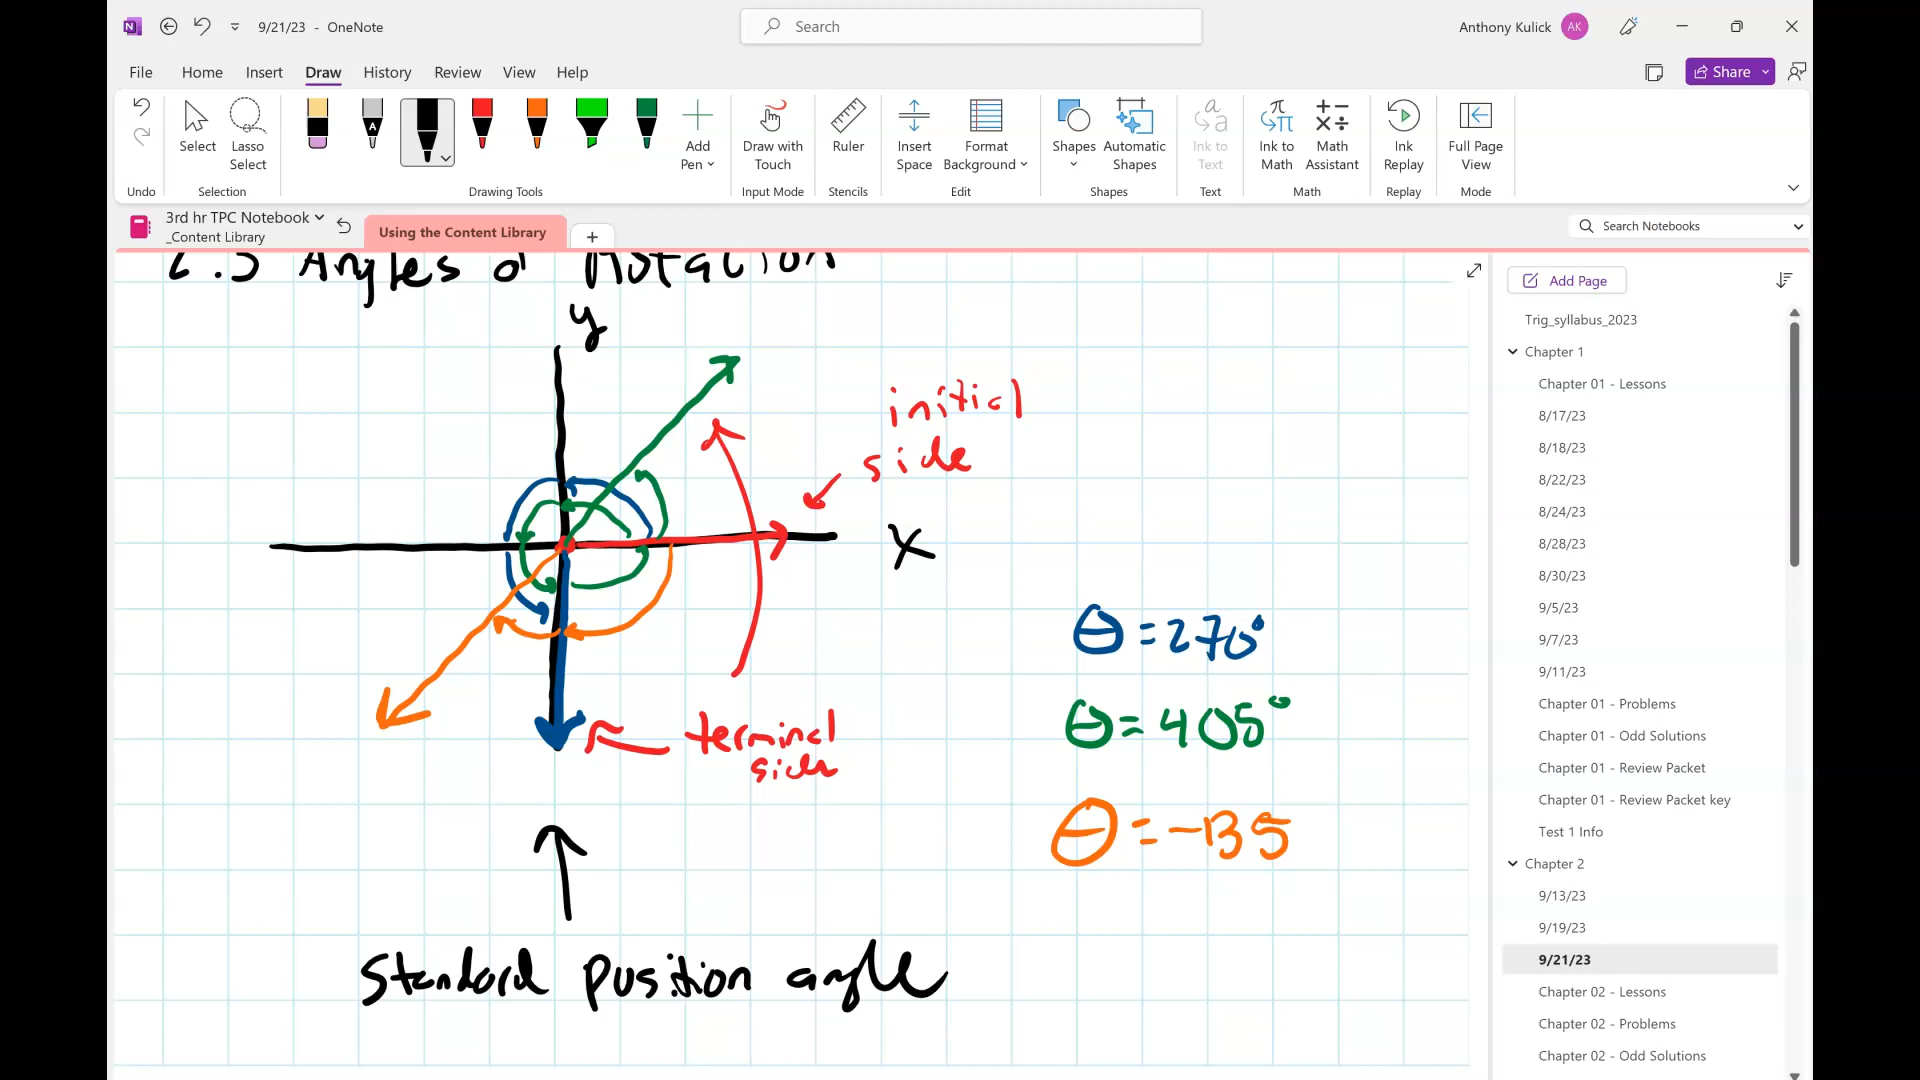 9/21/23 - OneNote
Search
Anthony Kulick
AK
File Home Insert Draw History Review View Help
Share
Undo
Select
Lasso Select
Selection
A
Drawing Tools
Add Pen
Draw with Touch
Input Mode
Ruler
Stencils
Insert Space
Format Background
Edit
Shapes
Automatic Shapes
Shapes
Ink to Text
Text
Ink to Math
Math Assistant
Math
Ink Replay
Replay
Full Page View
Mode
3rd hr TPC Notebook
_Content Library
Using the Content Library
Search Notebooks
2.3 Angles of Rotation
y
initial
side
x
θ = 270°
θ = 405°
terminal
side
θ = -135
Standard position angle
Add Page
Trig_syllabus_2023
Chapter 1
Chapter 01 - Lessons
8/17/23
8/18/23
8/22/23
8/24/23
8/28/23
8/30/23
9/5/23
9/7/23
9/11/23
Chapter 01 - Problems
Chapter 01 - Odd Solutions
Chapter 01 - Review Packet
Chapter 01 - Review Packet key
Test 1 Info
Chapter 2
9/13/23
9/19/23
9/21/23
Chapter 02 - Lessons
Chapter 02 - Problems
Chapter 02 - Odd Solutions